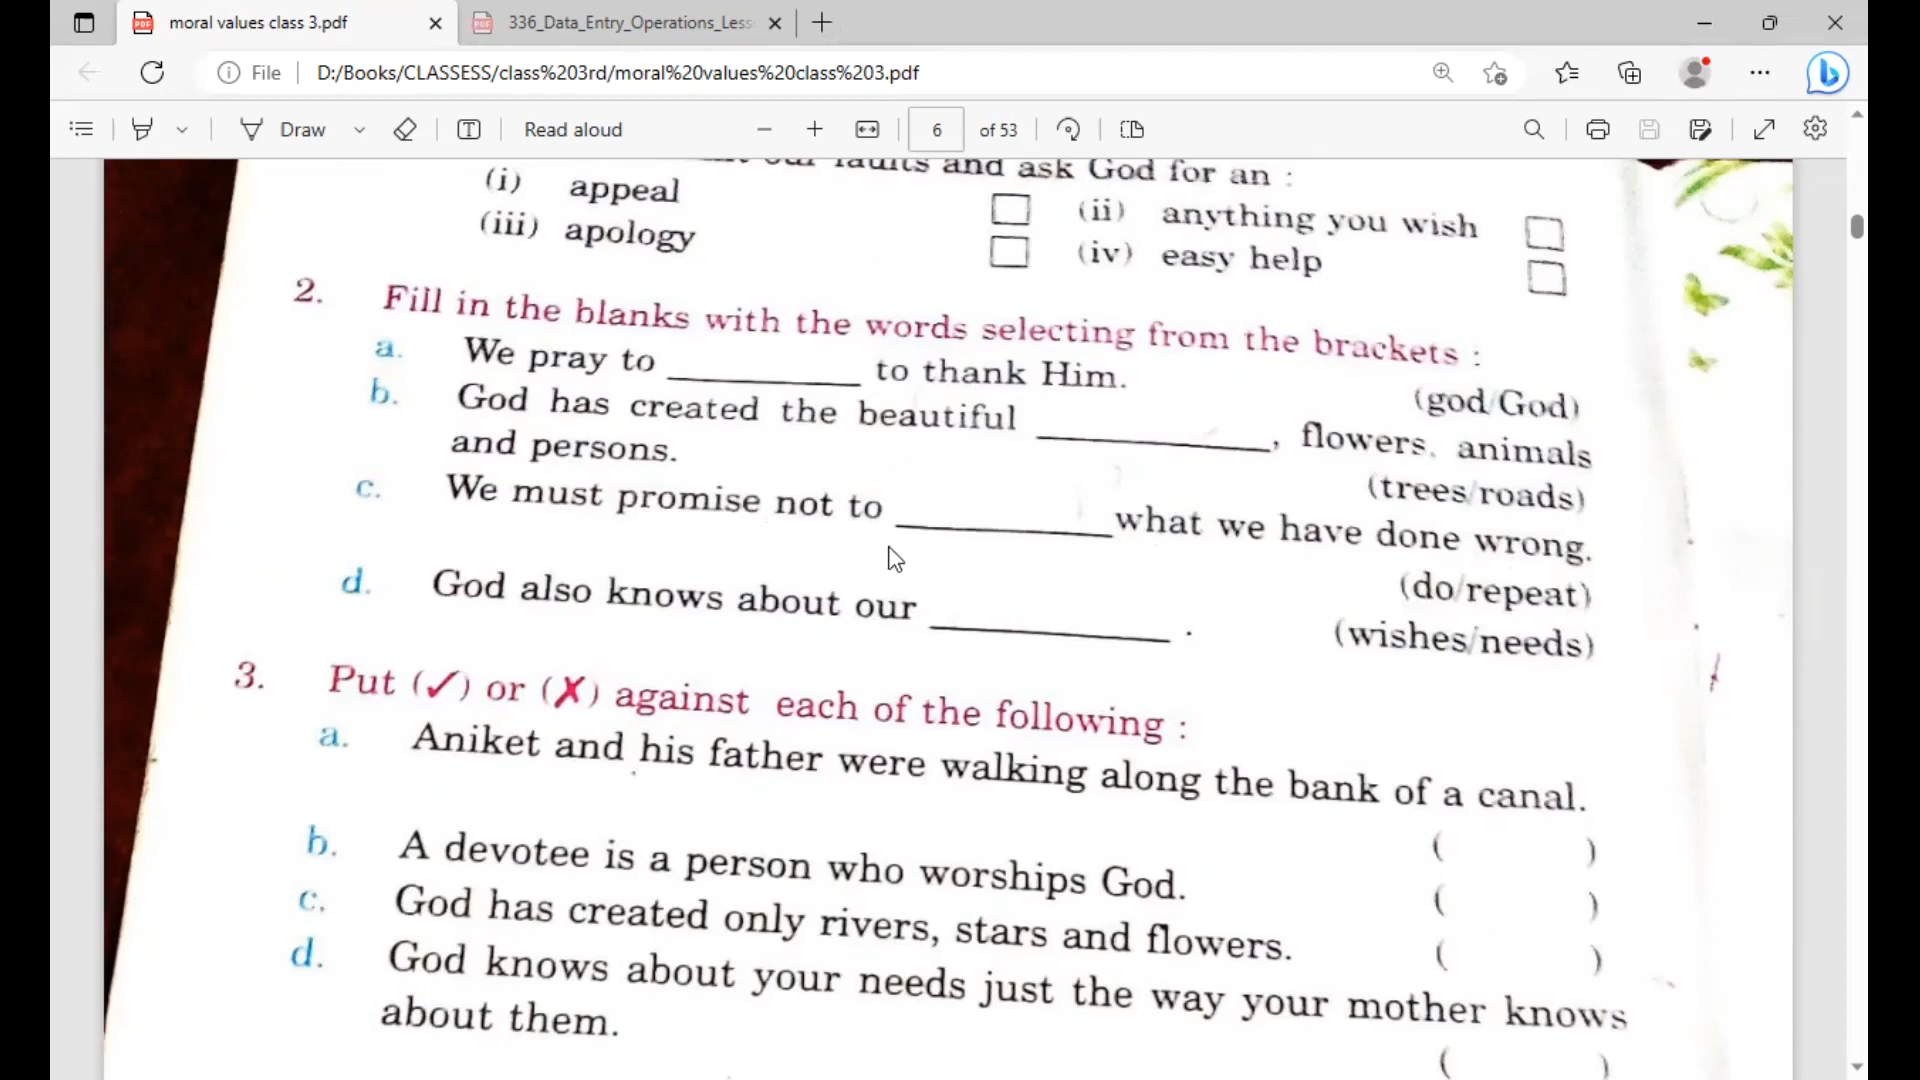 moral values class 3.pdf
336_Data_Entry_Operations_Less
File D:/Books/CLASSESS/class%203rd/moral%20values%20class%203.pdf
Draw Read aloud 6 of 53
our faults and ask God for an :
(i) appeal (ii) anything you wish
(iii) apology (iv) easy help
2. Fill in the blanks with the words selecting from the brackets :
a. We pray to __________ to thank Him. (god/God)
b. God has created the beautiful ____________, flowers, animals
and persons. (trees/roads)
c. We must promise not to ___________ what we have done wrong.
(do/repeat)
d. God also knows about our ____________ . (wishes/needs)
3. Put (✓) or (✗) against each of the following :
a. Aniket and his father were walking along the bank of a canal.
( )
b. A devotee is a person who worships God. ( )
c. God has created only rivers, stars and flowers. ( )
d. God knows about your needs just the way your mother knows
about them. ( )